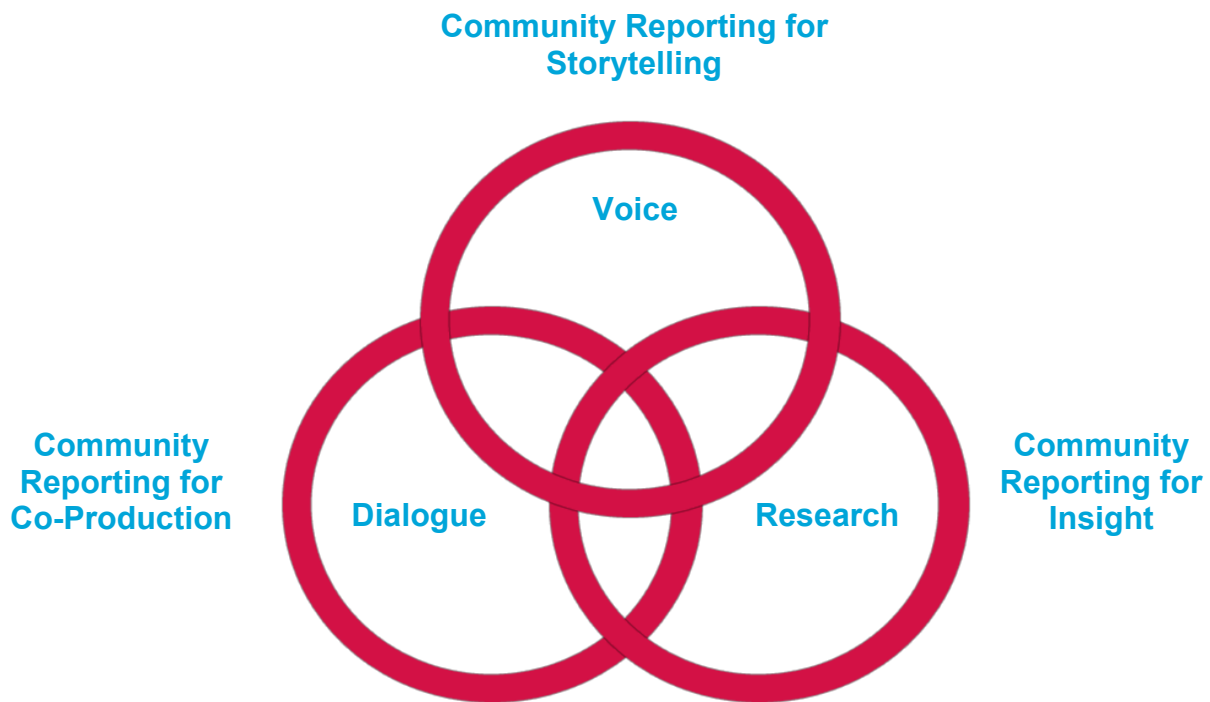 Community Reporting for
Storytelling
Voice
Community
Reporting for
Co-Production
Dialogue
Research
Community
Reporting for
Insight